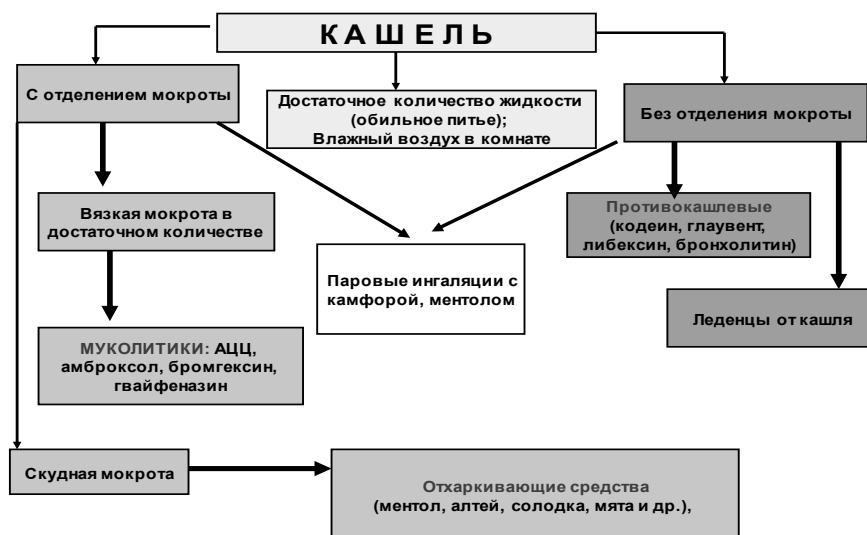 КАШЕЛЬ
С отделением мокроты
Достаточное количество жидкости
(обильное питье);
Влажный воздух в комнате
Без отделения мокроты
Вязкая мокрота в
достаточном количестве
Противокашлевые
(кодеин, глаувент,
либексин, бронхолитин)
Паровые ингаляции с
камфорой, ментолом
Леденцы от кашля
МУКОЛИТИКИ: АЦЦ,
амброксол, бромгексин,
гвайфеназин
Скудная мокрота
Отхаркивающие средства
(ментол, алтей, солодка, мята и др.),